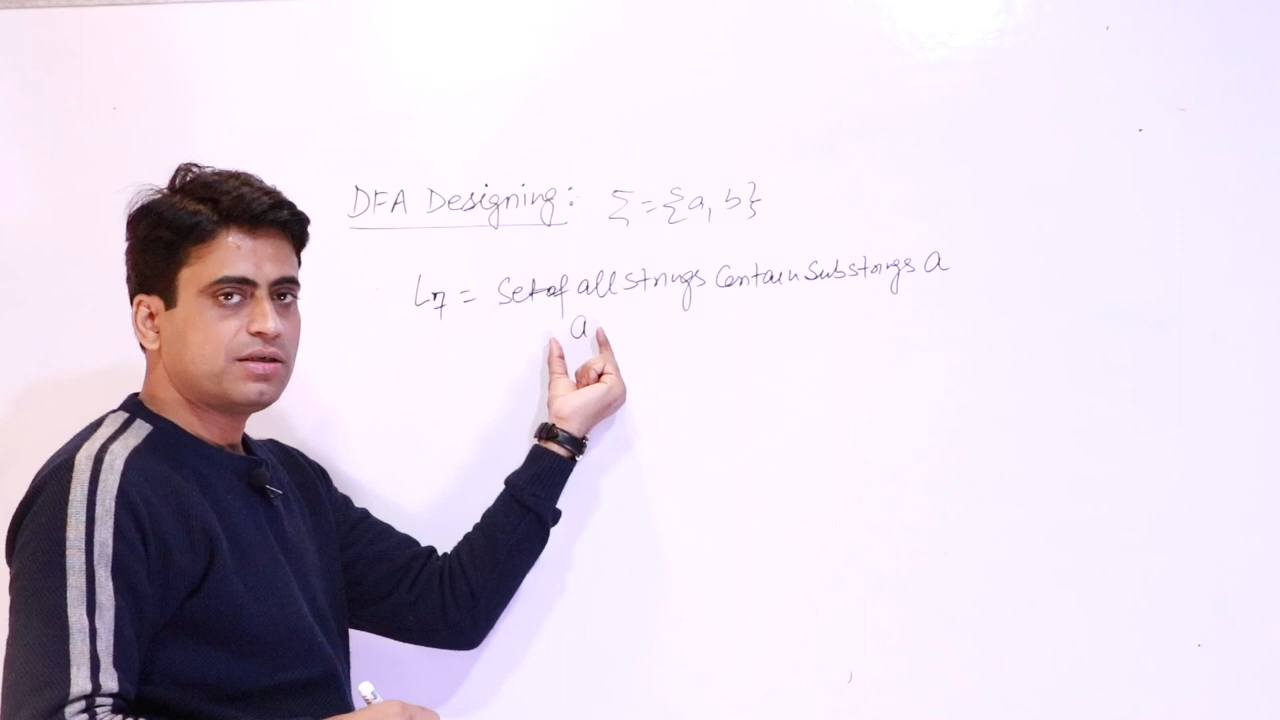 DFA Designing: Σ={a, b}
L7 = Set of all strings Contain Substrings a
a